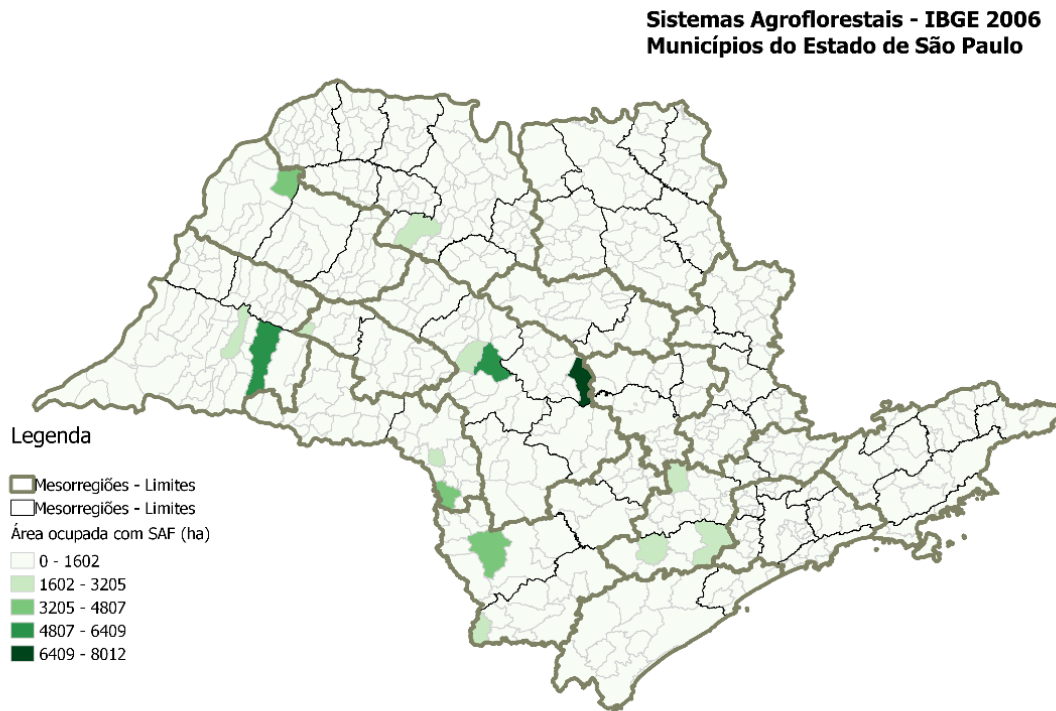 Sistemas Agroflorestais - IBGE 2006
Municípios do Estado de São Paulo
Legenda
Mesorregiões - Limites
Mesorregiões - Limites
Área ocupada com SAF (ha)
0 - 1602
1602 - 3205
3205 - 4807
4807 - 6409
6409 - 8012